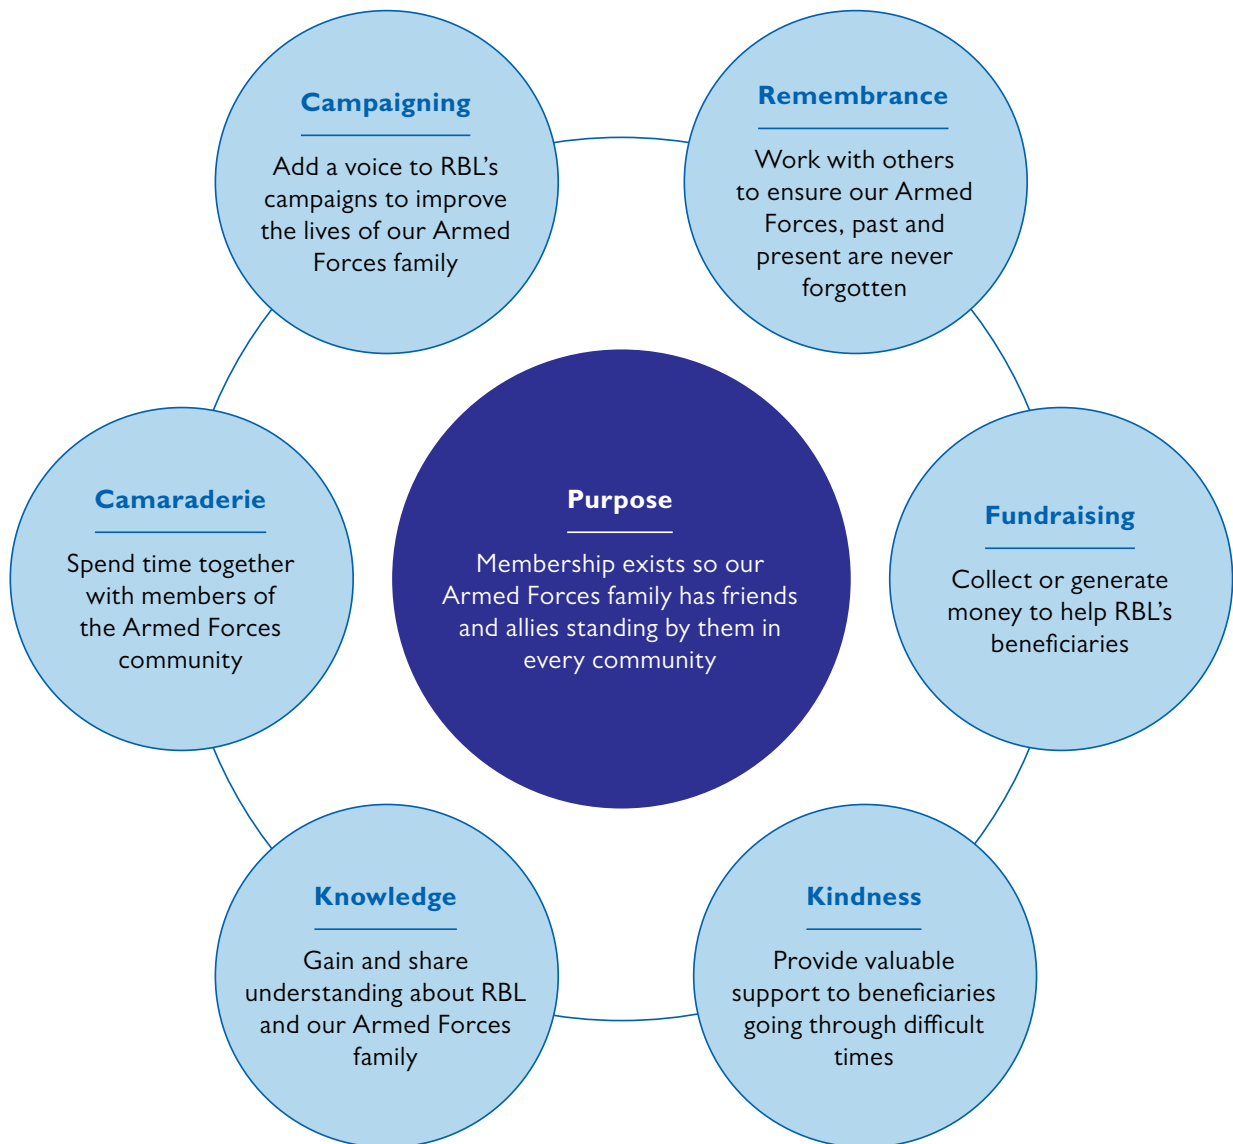 Campaigning
Add a voice to RBL’s
campaigns to improve
the lives of our Armed
Forces family
Remembrance
Work with others
to ensure our Armed
Forces, past and
present are never
forgotten
Camaraderie
Spend time together
with members of
the Armed Forces
community
Purpose
Membership exists so our
Armed Forces family has friends
and allies standing by them in
every community
Fundraising
Collect or generate
money to help RBL’s
beneficiaries
Knowledge
Gain and share
understanding about RBL
and our Armed Forces
family
Kindness
Provide valuable
support to beneficiaries
going through difficult
times